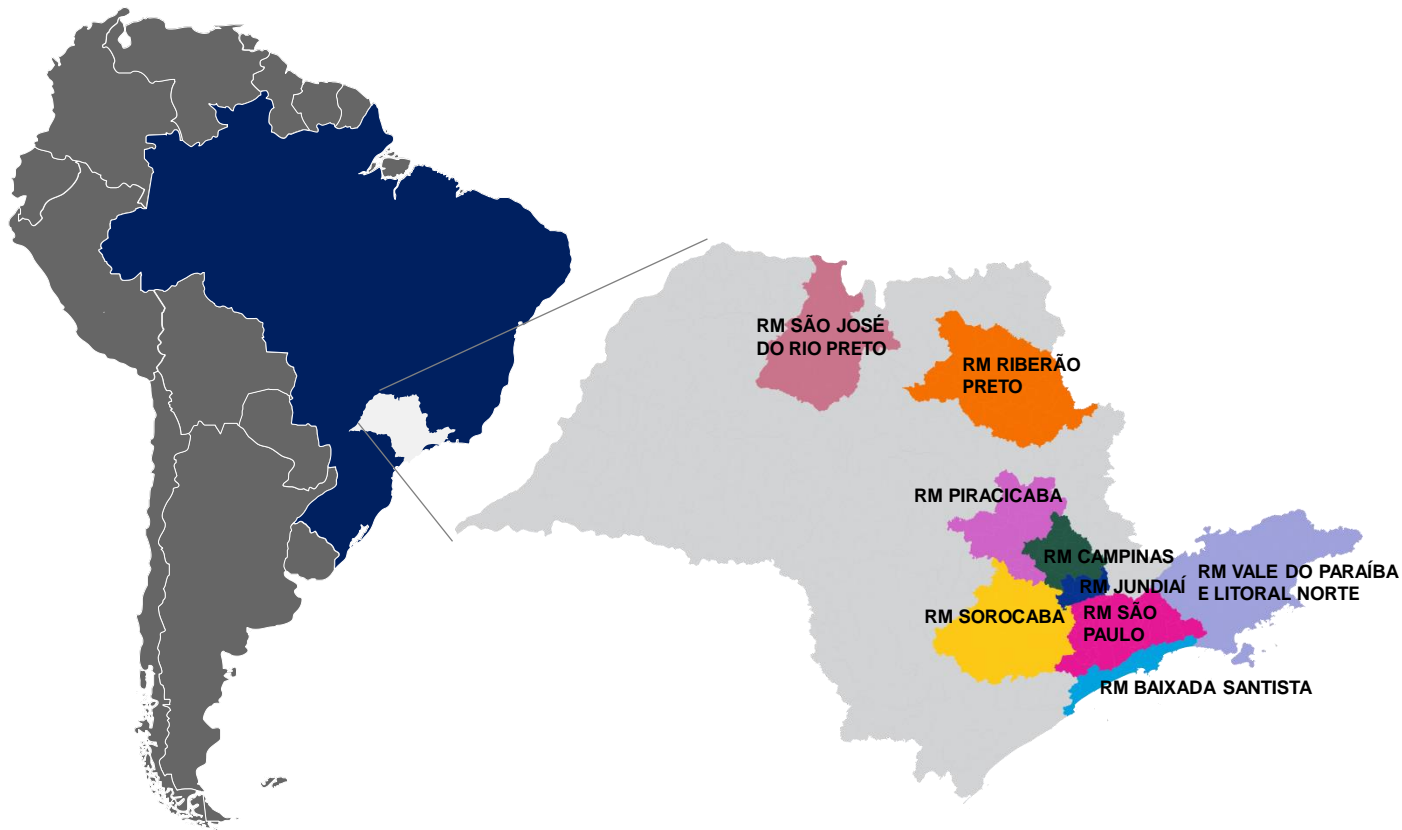 RM SÃO JOSÉ
DO RIO PRETO
RM RIBERÃO
PRETO
RM PIRACICABA
RM CAMPINAS
RM VALE DO PARAÍBA
E LITORAL NORTE
RM JUNDIAÍ
RM SOROCABA
RM SÃO
PAULO
RM BAIXADA SANTISTA